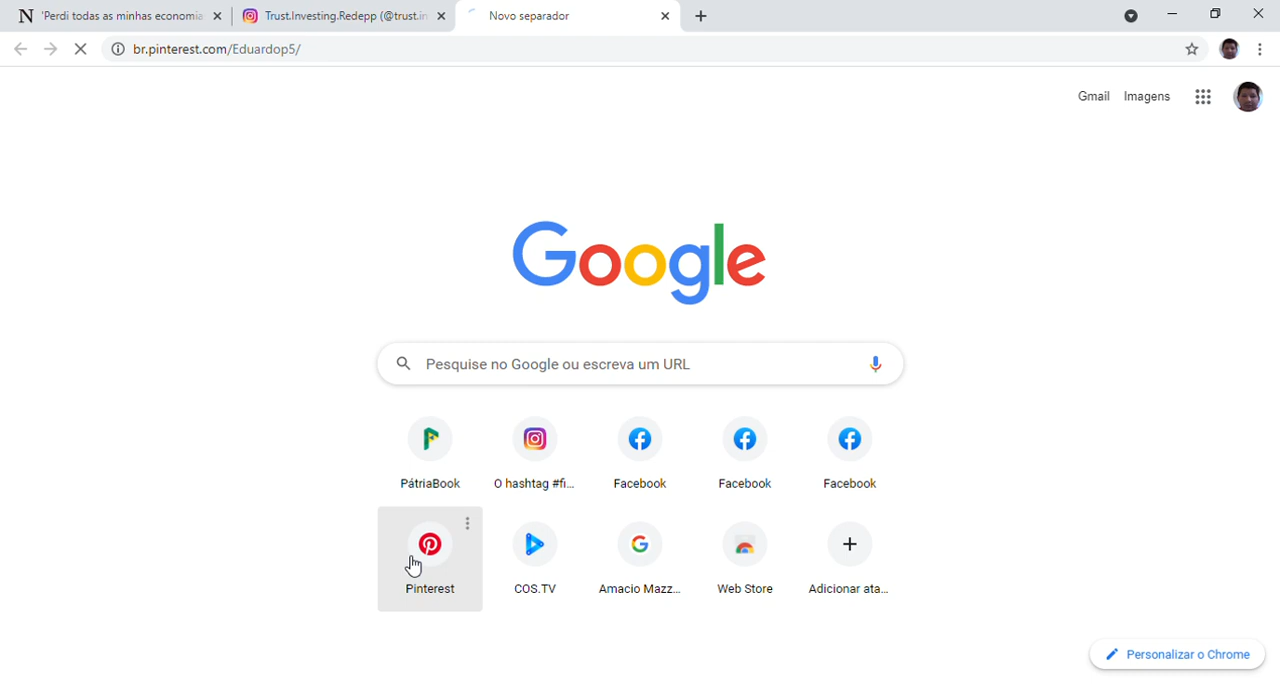 N 'Perdi todas as minhas economia
Trust.Investing.Redepp (@trust.in
Novo separador
br.pinterest.com/Eduardop5/
Gmail Imagens
Google
Pesquise no Google ou escreva um URL
PátriaBook O hashtag #fi... Facebook Facebook Facebook
Pinterest COS.TV Amacio Mazz... Web Store Adicionar ata...
Personalizar o Chrome